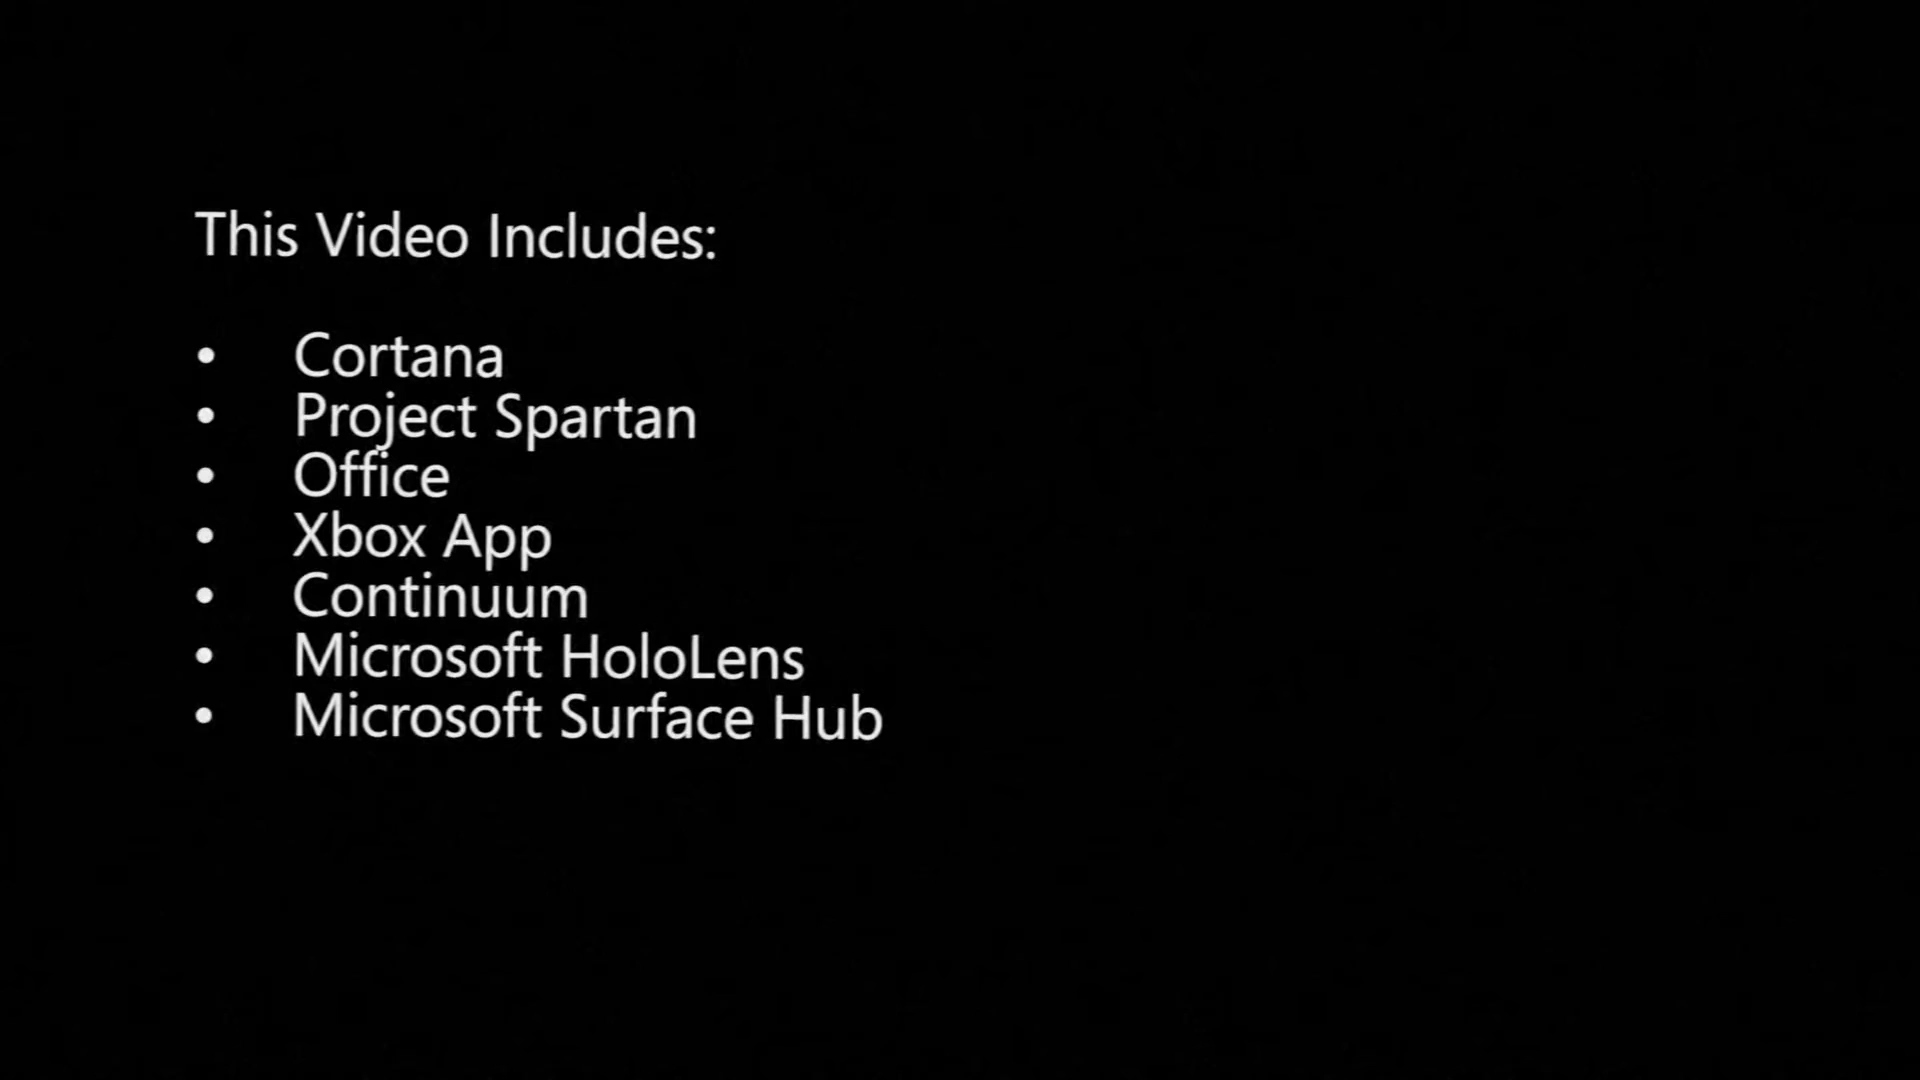 This Video Includes:
• Cortana
• Project Spartan
• Office
• Xbox App
• Continuum
• Microsoft HoloLens
• Microsoft Surface Hub